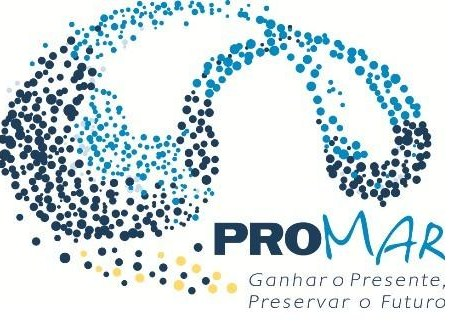 PROMAR
Ganhar o Presente,
Preservar o Futuro